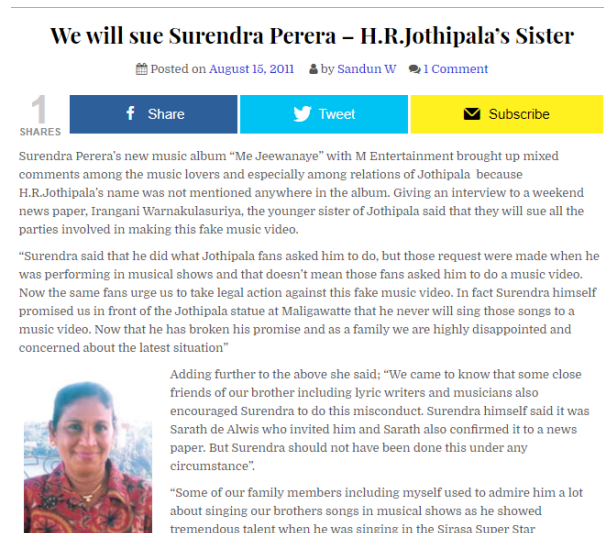 We will sue Surendra Perera – H.R.Jothipala's Sister
Posted on August 15, 2011 by Sandun W 1 Comment
1
SHARES
Share
Tweet
Subscribe
Surendra Perera's new music album “Me Jeewanaye” with M Entertainment brought up mixed
comments among the music lovers and especially among relations of Jothipala because
H.R.Jothipala's name was not mentioned anywhere in the album. Giving an interview to a weekend
news paper, Irangani Warnakulasuriya, the younger sister of Jothipala said that they will sue all the
parties involved in making this fake music video.
“Surendra said that he did what Jothipala fans asked him to do, but those request were made when he
was performing in musical shows and that doesn't mean those fans asked him to do a music video.
Now the same fans urge us to take legal action against this fake music video. In fact Surendra himself
promised us in front of the Jothipala statue at Maligawatte that he never will sing those songs to a
music video. Now that he has broken his promise and as a family we are highly disappointed and
concerned about the latest situation”
Adding further to the above she said; “We came to know that some close
friends of our brother including lyric writers and musicians also
encouraged Surendra to do this misconduct. Surendra himself said it was
Sarath de Alwis who invited him and Sarath also confirmed it to a news
paper. But Surendra should not have been done this under any
circumstance”.
“Some of our family members including myself used to admire him a lot
about singing our brothers songs in musical shows as he showed
tremendous talent when he was singing in the Sirasa Super Star